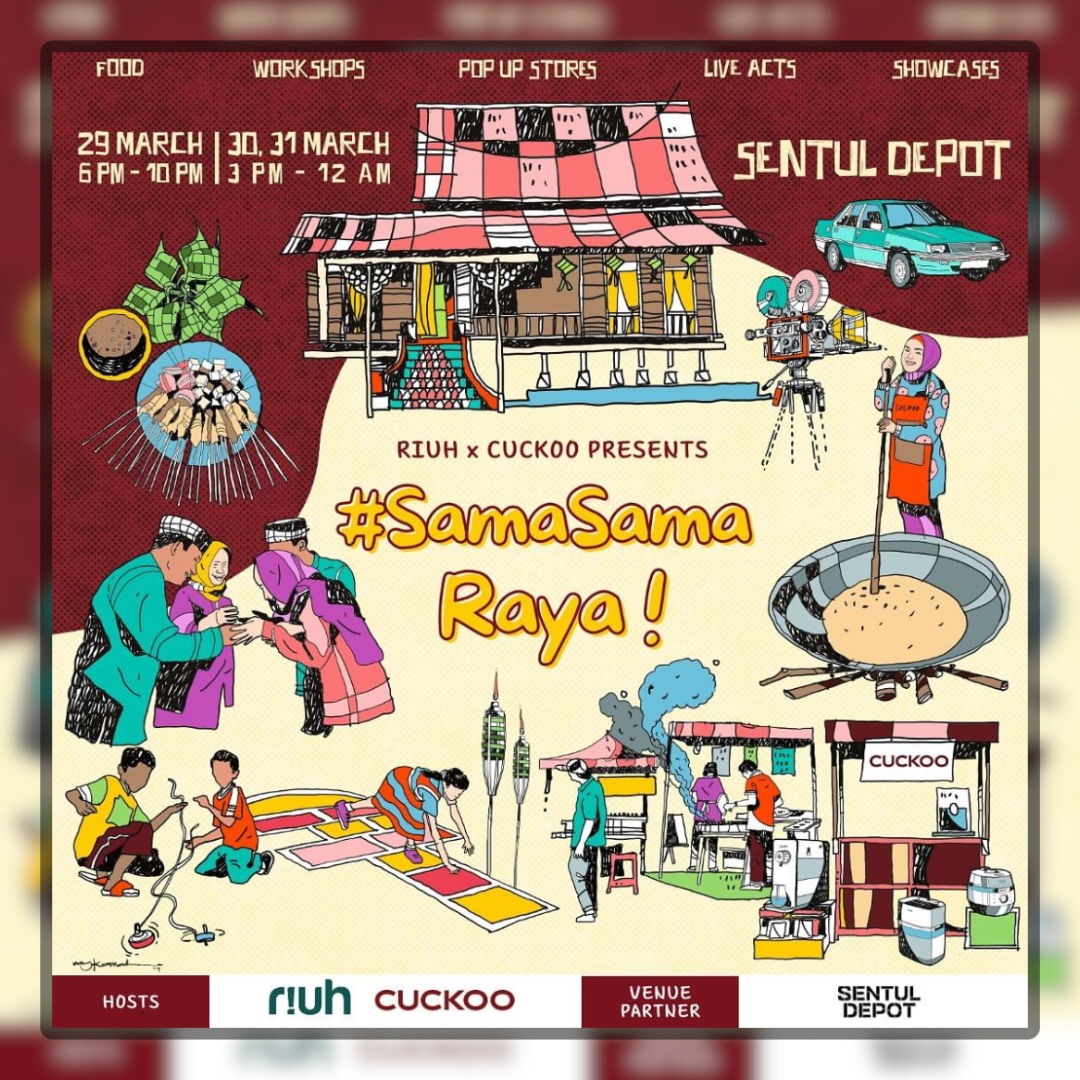 FOOD
WORKSHOPS
POP UP STORES
LIVE ACTS
SHOWCASES
29 MARCH | 30, 31 MARCH
6 PM - 10 PM | 3 PM - 12 AM
SENTUL DEPOT
CUCKOO
RIUH x CUCKOO PRESENTS
#SamaSama
Raya!
CUCKOO
HOSTS
r!uh CUCKOO
VENUE
PARTNER
SENTUL
DEPOT